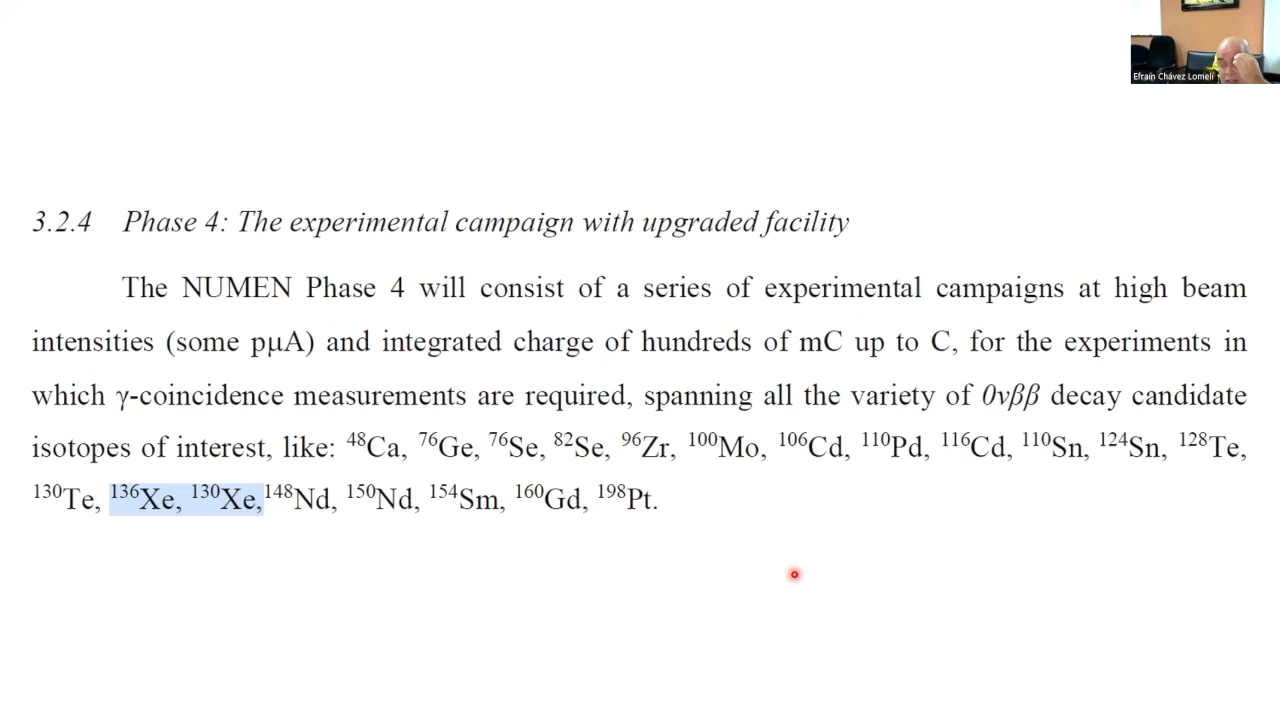 Efraín Chávez Lomelí
3.2.4 Phase 4: The experimental campaign with upgraded facility
The NUMEN Phase 4 will consist of a series of experimental campaigns at high beam
intensities (some pμA) and integrated charge of hundreds of mC up to C, for the experiments in
which γ-coincidence measurements are required, spanning all the variety of 0νββ decay candidate
isotopes of interest, like: ⁴⁸Ca, ⁷⁶Ge, ⁷⁶Se, ⁸²Se, ⁹⁶Zr, ¹⁰⁰Mo, ¹⁰⁶Cd, ¹¹⁰Pd, ¹¹⁶Cd, ¹¹⁰Sn, ¹²⁴Sn, ¹²⁸Te,
¹³⁰Te, ¹³⁶Xe, ¹³⁰Xe,¹⁴⁸Nd, ¹⁵⁰Nd, ¹⁵⁴Sm, ¹⁶⁰Gd, ¹⁹⁸Pt.